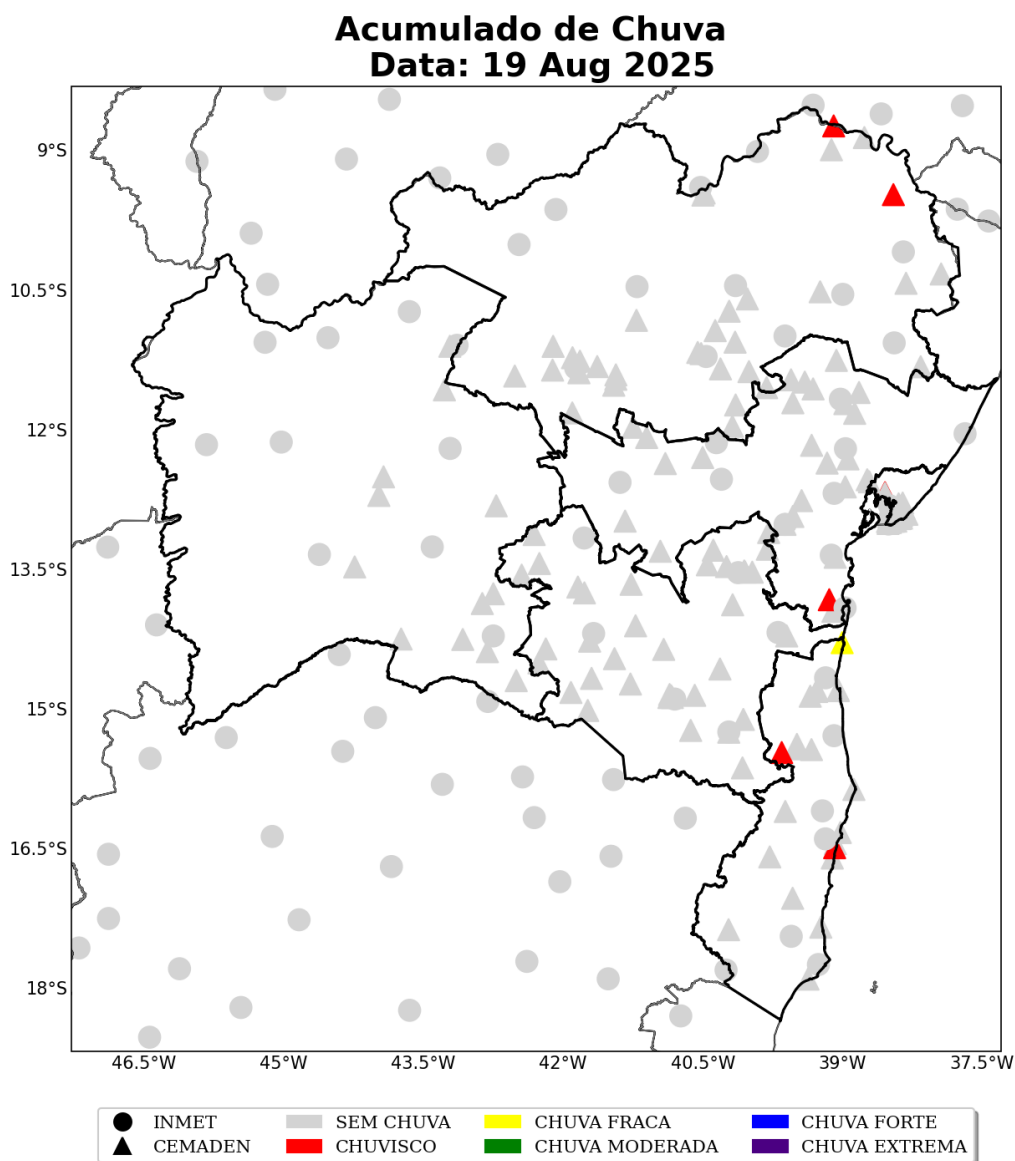 Acumulado de Chuva
Data: 19 Aug 2025
9°S
10.5°S
12°S
13.5°S
15°S
16.5°S
18°S
46.5°W 45°W 43.5°W 42°W 40.5°W 39°W 37.5°W
INMET SEM CHUVA CHUVA FRACA CHUVA FORTE
CEMADEN CHUVISCO CHUVA MODERADA CHUVA EXTREMA